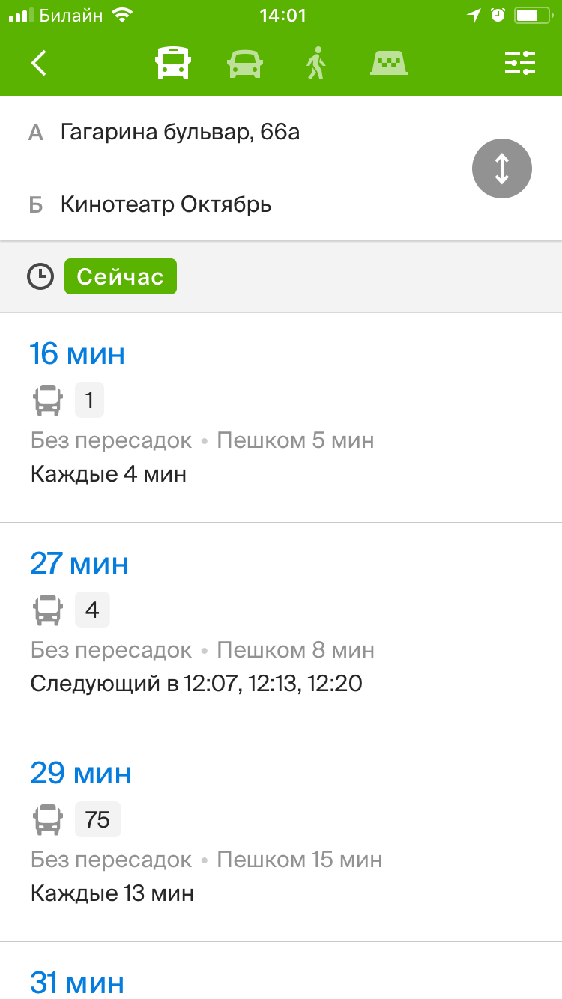 Билайн 14:01
А Гагарина бульвар, 66а
Б Кинотеатр Октябрь
Сейчас
16 мин
1
Без пересадок • Пешком 5 мин
Каждые 4 мин
27 мин
4
Без пересадок • Пешком 8 мин
Следующий в 12:07, 12:13, 12:20
29 мин
75
Без пересадок • Пешком 15 мин
Каждые 13 мин
31 мин